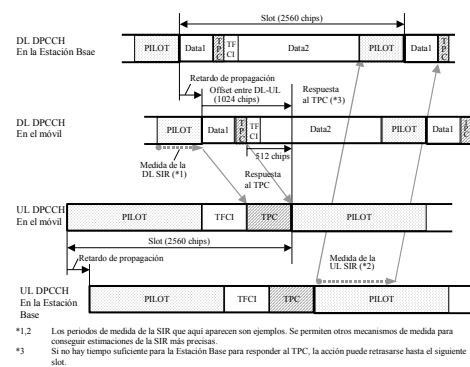 Slot (2560 chips)
DL DPCCH
En la Estación Bsae
PILOT Data1 TPC TFCI Data2 PILOT Data1 TPC
Retardo de propagación
Offset entre DL-UL
(1024 chips)
Respuesta
al TPC (*3)
DL DPCCH
En el móvil
PILOT Data1 TPC TFCI Data2 PILOT Data1 TPC
Medida de la
DL SIR (*1)
512 chips
Respuesta
al TPC
UL DPCCH
En el móvil
PILOT TFCI TPC PILOT
Slot (2560 chips)
Retardo de propagación
Medida de la
UL SIR (*2)
UL DPCCH
En la Estación
Base
PILOT TFCI TPC PILOT
*1,2 Los periodos de medida de la SIR que aquí aparecen son ejemplos. Se permiten otros mecanismos de medida para
conseguir estimaciones de la SIR más precisas.
*3 Si no hay tiempo suficiente para la Estación Base para responder al TPC, la acción puede retrasarse hasta el siguiente
slot.